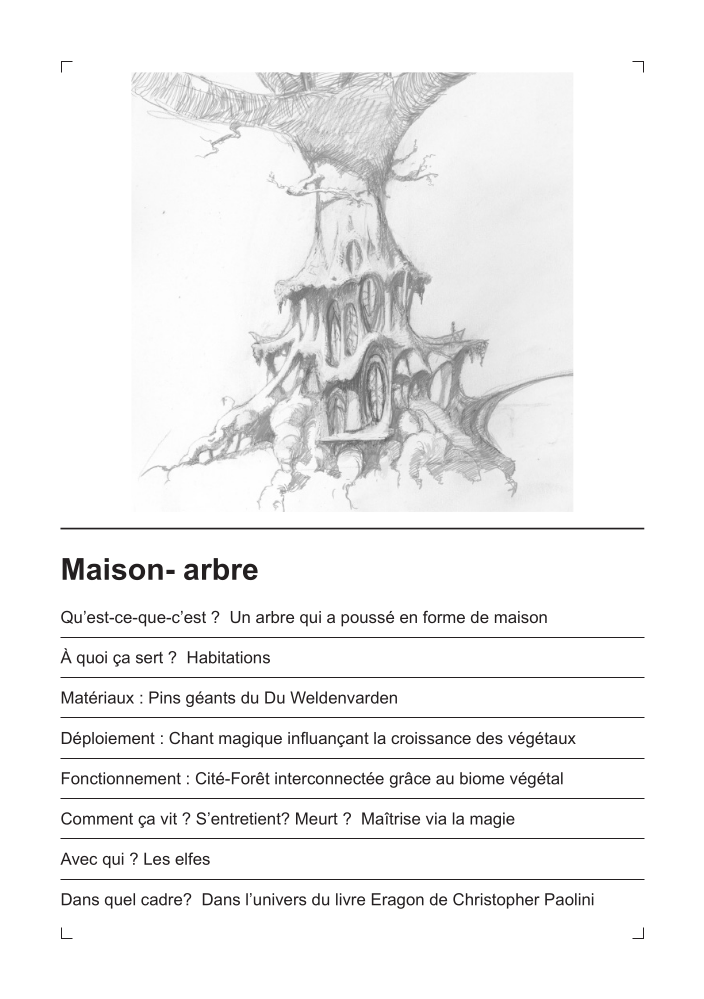 Maison- arbre
Qu’est-ce-que-c’est ?  Un arbre qui a poussé en forme de maison
À quoi ça sert ?  Habitations
Matériaux : Pins géants du Du Weldenvarden
Déploiement : Chant magique influançant la croissance des végétaux
Fonctionnement : Cité-Forêt interconnectée grâce au biome végétal
Comment ça vit ? S’entretient? Meurt ?  Maîtrise via la magie
Avec qui ? Les elfes
Dans quel cadre?  Dans l’univers du livre Eragon de Christopher Paolini